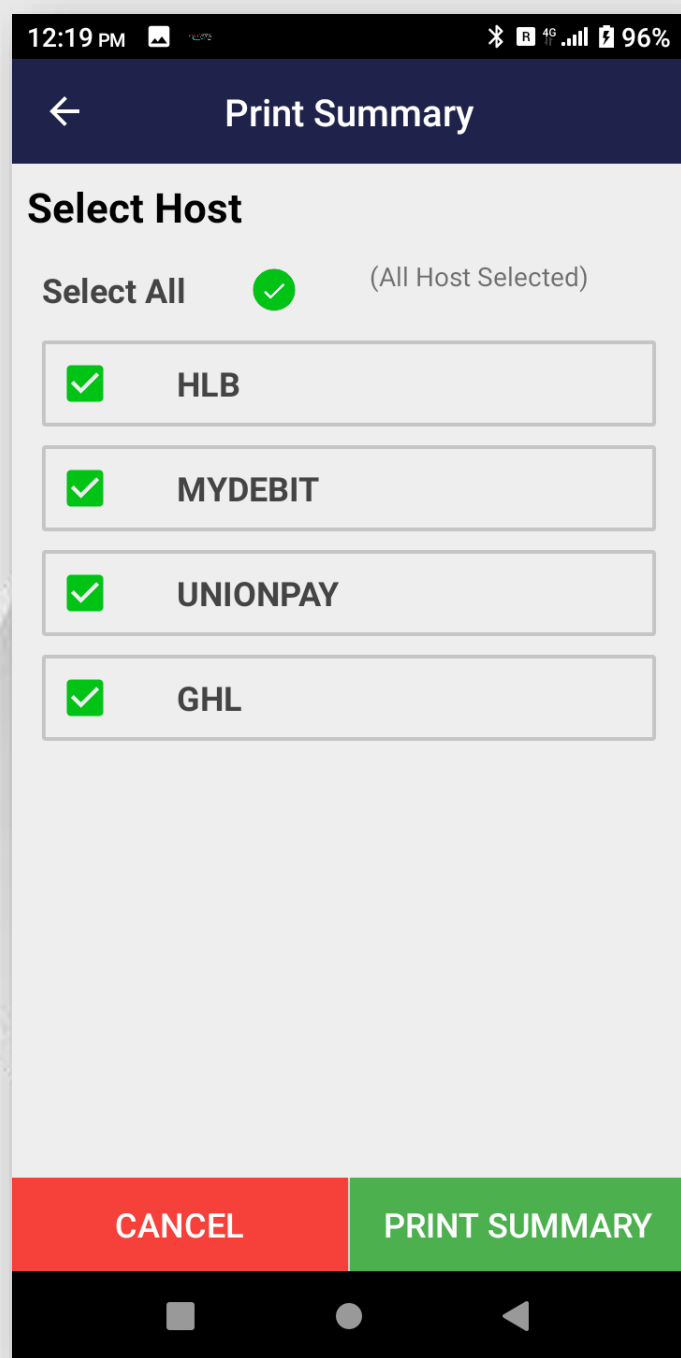 12:19 PM R 4G 96%
Print Summary
Select Host
Select All (All Host Selected)
HLB
MYDEBIT
UNIONPAY
GHL
CANCEL PRINT SUMMARY